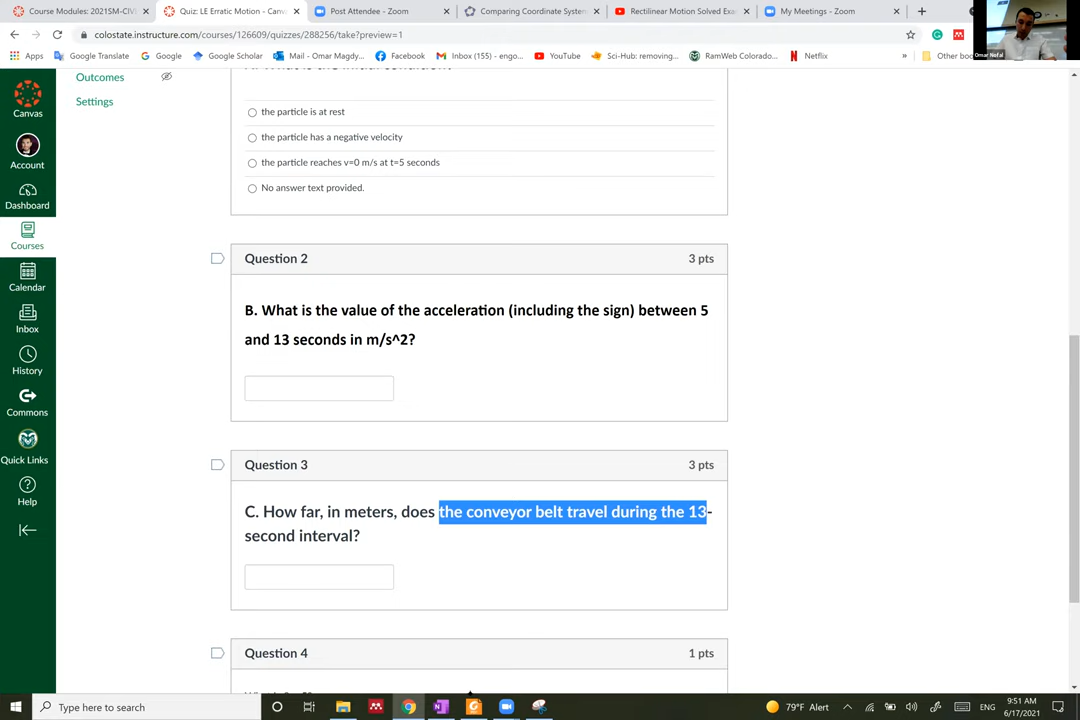 Course Modules: 2021SM-CIVI
Quiz: LE Erratic Motion - Canv
Post Attendee - Zoom
Comparing Coordinate System
Rectilinear Motion Solved Exa
My Meetings - Zoom
colostate.instructure.com/courses/126609/quizzes/288256/take?preview=1
Apps
Google Translate
Google
Google Scholar
Mail - Omar Magdy...
Facebook
Inbox (155) - engo...
YouTube
Sci-Hub: removing...
RamWeb Colorado...
Netflix
»
Other boo
Omar Nofal
Canvas
Account
Dashboard
Courses
Calendar
Inbox
History
Commons
Quick Links
Help
Outcomes
Settings
the particle is at rest
the particle has a negative velocity
the particle reaches v=0 m/s at t=5 seconds
No answer text provided.
Question 2
3 pts
B. What is the value of the acceleration (including the sign) between 5
and 13 seconds in m/s^2?
Question 3
3 pts
C. How far, in meters, does the conveyor belt travel during the 13-
second interval?
Question 4
1 pts
Type here to search
79°F Alert
ENG
9:51 AM
6/17/2021